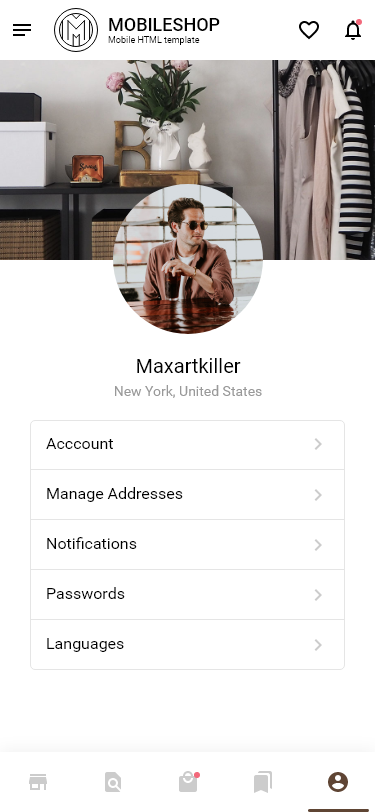 MOBILESHOP
Mobile HTML template
B
Maxartkiller
New York, United States
Acccount
Manage Addresses
Notifications
Passwords
Languages